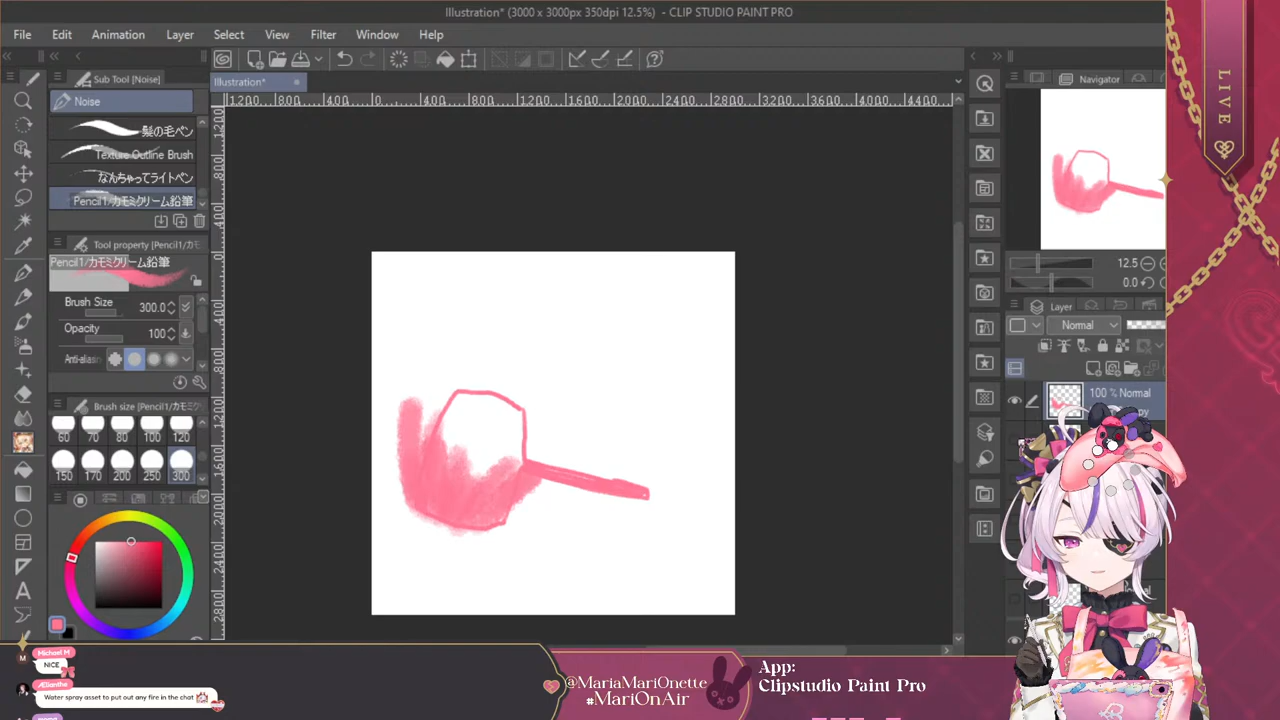 Illustration* (3000 x 3000px 350dpi 12.5%) - CLIP STUDIO PAINT PRO
File Edit Animation Layer Select View Filter Window Help
Sub Tool [Noise]
Noise
髪の毛ペン
Texture Outline Brush
なんちゃってライトペン
Pencil1/カモミクリーム鉛筆
Tool property [Pencil1/カモ
Pencil1/カモミクリーム鉛筆
Brush Size 300.0
Opacity 100
Anti-alias
Brush size [Pencil1/カモミク
60 70 80 100 120
150 170 200 250 300
Illustration*
Navigator
12.5
0.0
Layer
Normal
100 % Normal
LIVE
Michael M
NICE
Water spray asset to put out any fire in the chat
@MariaMariOnette
#MariOnAir
App:
Clipstudio Paint Pro